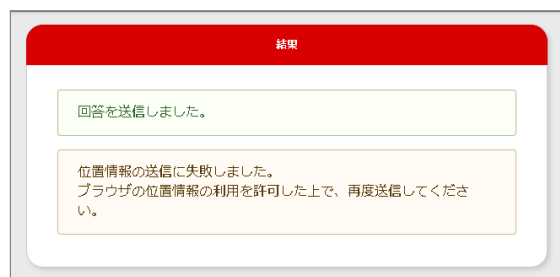 結果
回答を送信しました。
位置情報の送信に失敗しました。
ブラウザの位置情報の利用を許可した上で、再度送信してくださ
い。